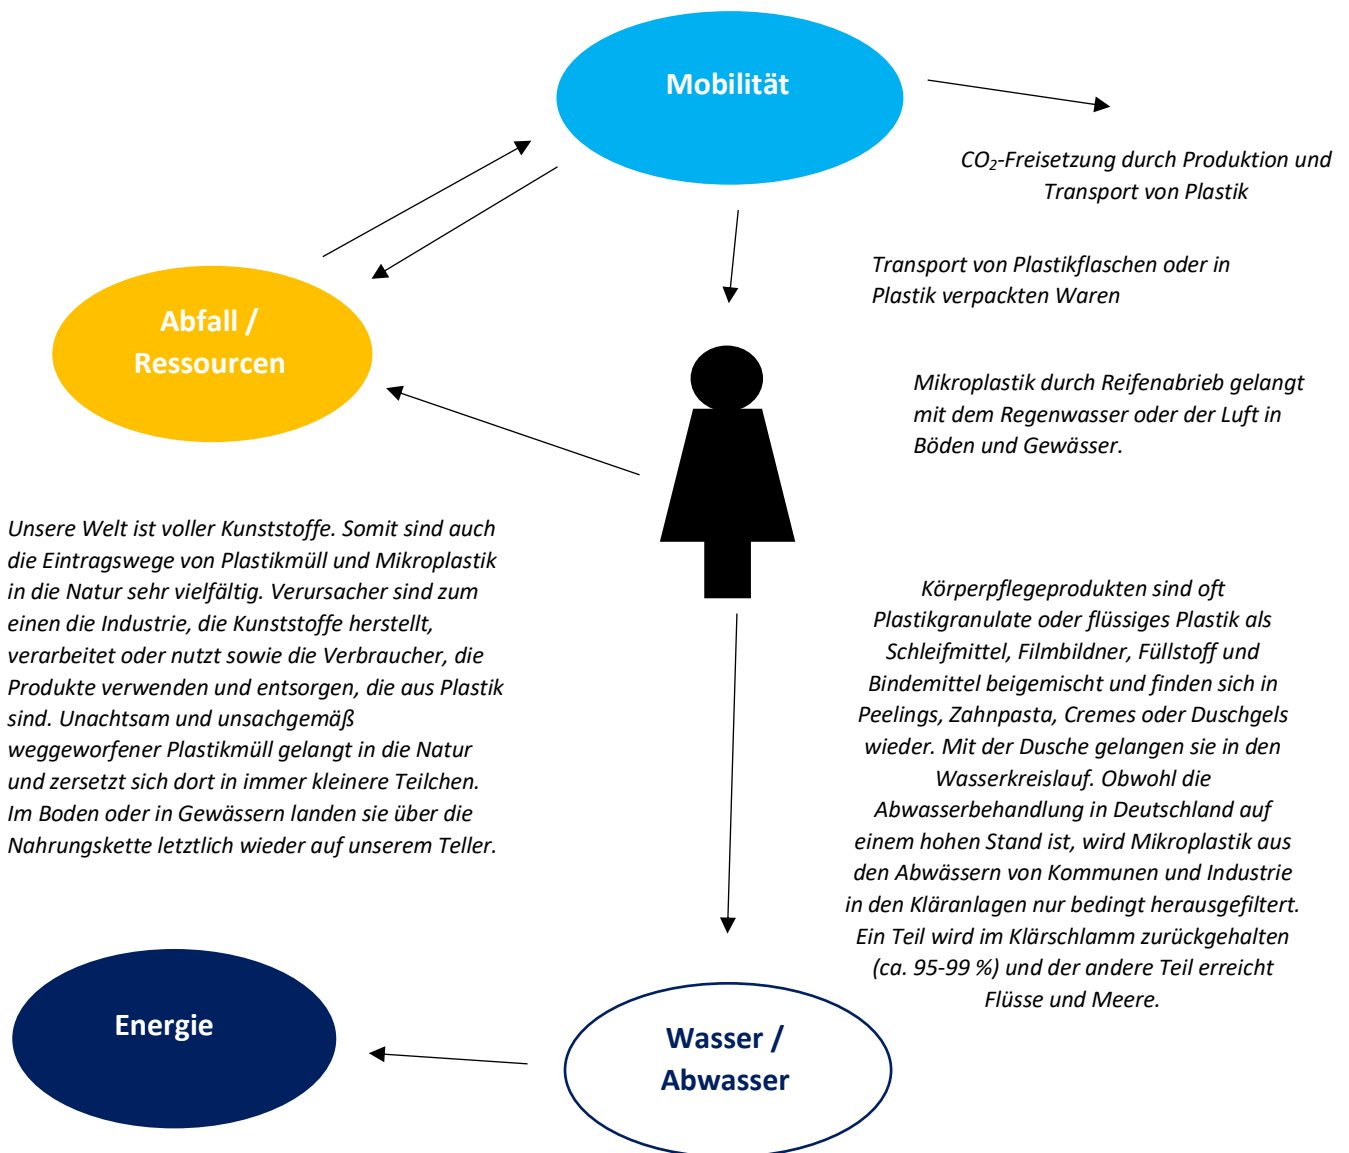 Mobilität
CO₂-Freisetzung durch Produktion und
Transport von Plastik
Transport von Plastikflaschen oder in
Plastik verpackten Waren
Abfall /
Ressourcen
Mikroplastik durch Reifenabrieb gelangt
mit dem Regenwasser oder der Luft in
Böden und Gewässer.
Unsere Welt ist voller Kunststoffe. Somit sind auch
die Eintragswege von Plastikmüll und Mikroplastik
in die Natur sehr vielfältig. Verursacher sind zum
einen die Industrie, die Kunststoffe herstellt,
verarbeitet oder nutzt sowie die Verbraucher, die
Produkte verwenden und entsorgen, die aus Plastik
sind. Unachtsam und unsachgemäß
weggeworfener Plastikmüll gelangt in die Natur
und zersetzt sich dort in immer kleinere Teilchen.
Im Boden oder in Gewässern landen sie über die
Nahrungskette letztlich wieder auf unserem Teller.
Körperpflegeprodukten sind oft
Plastikgranulate oder flüssiges Plastik als
Schleifmittel, Filmbildner, Füllstoff und
Bindemittel beigemischt und finden sich in
Peelings, Zahnpasta, Cremes oder Duschgels
wieder. Mit der Dusche gelangen sie in den
Wasserkreislauf. Obwohl die
Abwasserbehandlung in Deutschland auf
einem hohen Stand ist, wird Mikroplastik aus
den Abwässern von Kommunen und Industrie
in den Kläranlagen nur bedingt herausgefiltert.
Ein Teil wird im Klärschlamm zurückgehalten
(ca. 95-99 %) und der andere Teil erreicht
Flüsse und Meere.
Energie
Wasser /
Abwasser